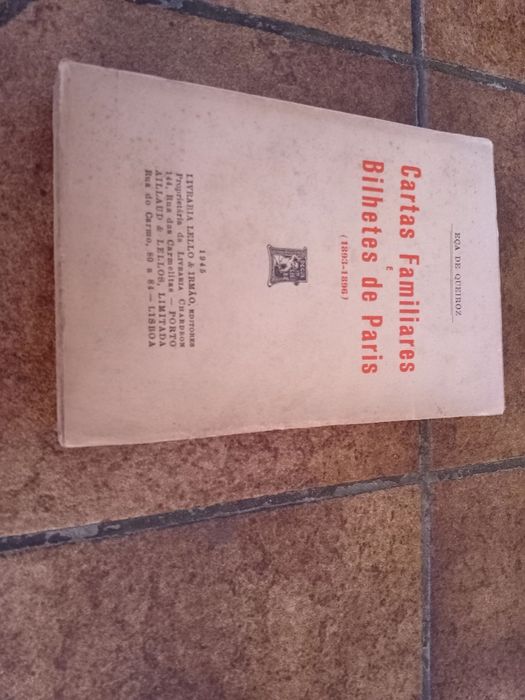 EÇA DE QUEIROZ
Cartas Familiares
e
Bilhetes de Paris
(1893-1896)
1945
LIVRARIA LELLO & IRMÃO, EDITORES
Proprietária da LIVRARIA CHARDRON
144, Rua das Carmelitas — PORTO
AILLAUD & LELLOS, LIMITADA
Rua do Carmo, 80 a 84 — LISBOA